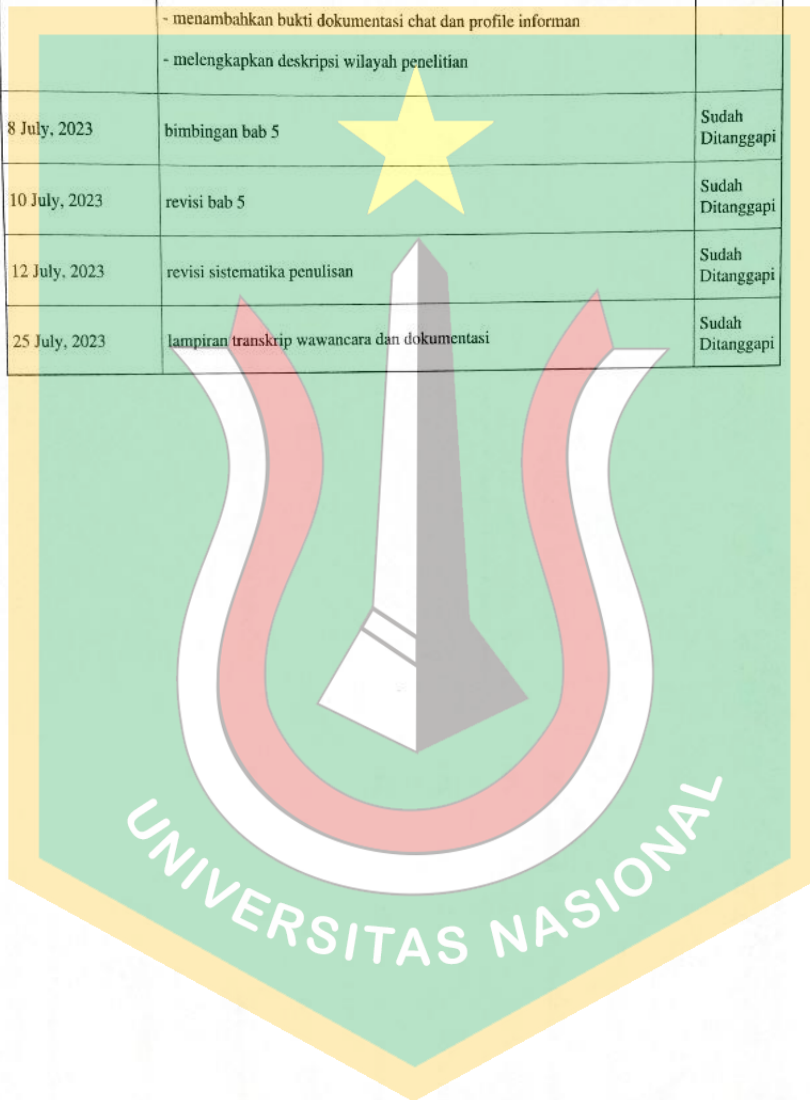 - menambahkan bukti dokumentasi chat dan profile informan
- melengkapkan deskripsi wilayah penelitian
8 July, 2023 bimbingan bab 5 Sudah
Ditanggapi
10 July, 2023 revisi bab 5 Sudah
Ditanggapi
12 July, 2023 revisi sistematika penulisan Sudah
Ditanggapi
25 July, 2023 lampiran transkrip wawancara dan dokumentasi Sudah
Ditanggapi
UNIVERSITAS NASIONAL